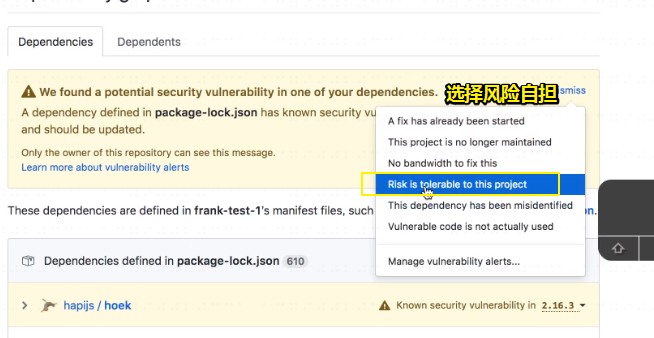 Dependencies
Dependents
We found a potential security vulnerability in one of your dependencies.
选择风险自担
smiss
A dependency defined in package-lock.json has known security vu
and should be updated.
Only the owner of this repository can see this message.
Learn more about vulnerability alerts
A fix has already been started
This project is no longer maintained
No bandwidth to fix this
Risk is tolerable to this project
This dependency has been misidentified
Vulnerable code is not actually used
Manage vulnerability alerts...
These dependencies are defined in frank-test-1's manifest files, such
n.
Dependencies defined in package-lock.json 610
hapijs / hoek
Known security vulnerability in 2.16.3